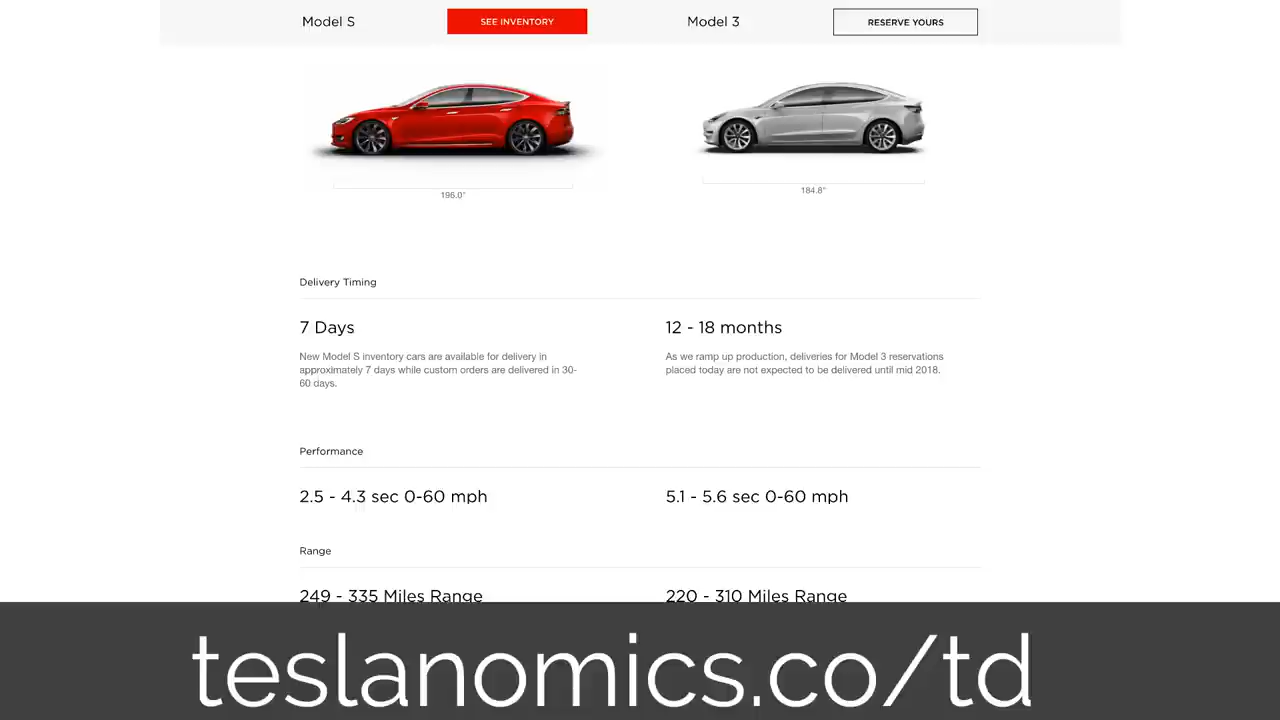 Model S
SEE INVENTORY
Model 3
RESERVE YOURS
196.0"
184.8"
Delivery Timing
7 Days
12 - 18 months
New Model S inventory cars are available for delivery in
approximately 7 days while custom orders are delivered in 30-
60 days.
As we ramp up production, deliveries for Model 3 reservations
placed today are not expected to be delivered until mid 2018.
Performance
2.5 - 4.3 sec 0-60 mph
5.1 - 5.6 sec 0-60 mph
Range
249 - 335 Miles Range
220 - 310 Miles Range
teslanomics.co/td